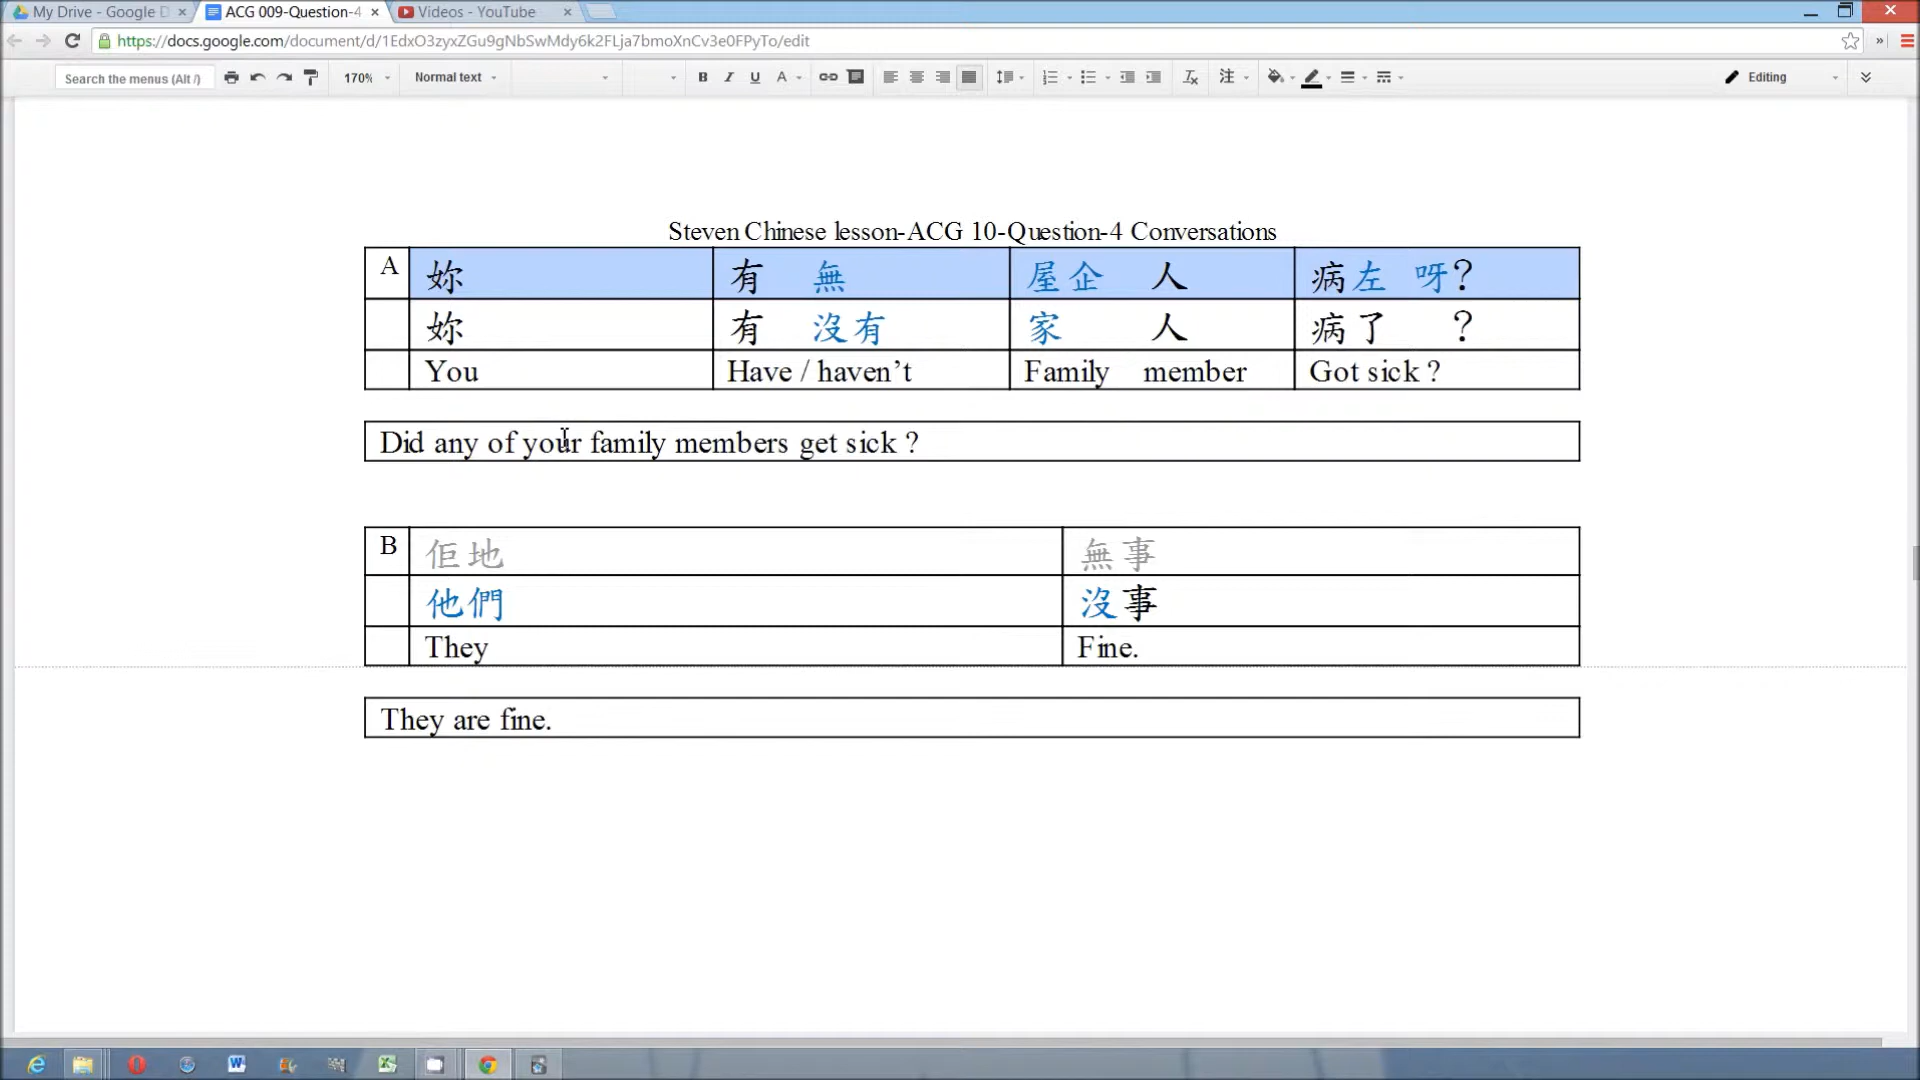 My Drive - Google D
ACG 009-Question-4
Videos - YouTube
https://docs.google.com/document/d/1EdxO3zyxZGu9gNbSwMdy6k2FLja7bmoXnCv3e0FPyTo/edit
Search the menus (Alt /) 170% Normal text B I U A 注 Editing
Steven Chinese lesson-ACG 10-Question-4 Conversations
A 妳 有 無 屋企 人 病左 呀?
妳 有 沒有 家 人 病了 ?
You Have / haven't Family member Got sick ?
Did any of your family members get sick ?
B 佢地 無事
他們 沒事
They Fine.
They are fine.